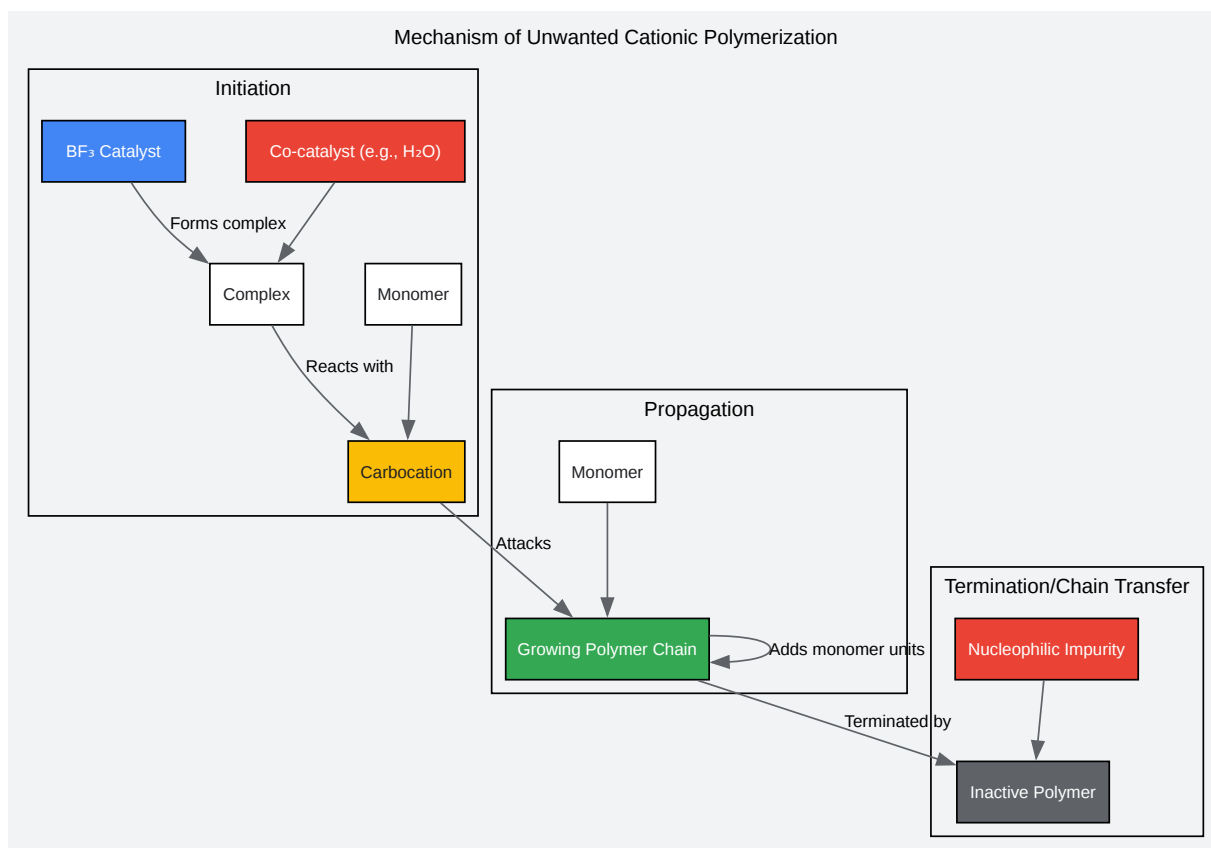 Mechanism of Unwanted Cationic Polymerization
Initiation
BF₃ Catalyst
Co-catalyst (e.g., H₂O)
Forms complex
Complex
Monomer
Reacts with
Carbocation
Propagation
Monomer
Attacks
Growing Polymer Chain
Adds monomer units
Termination/Chain Transfer
Nucleophilic Impurity
Terminated by
Inactive Polymer